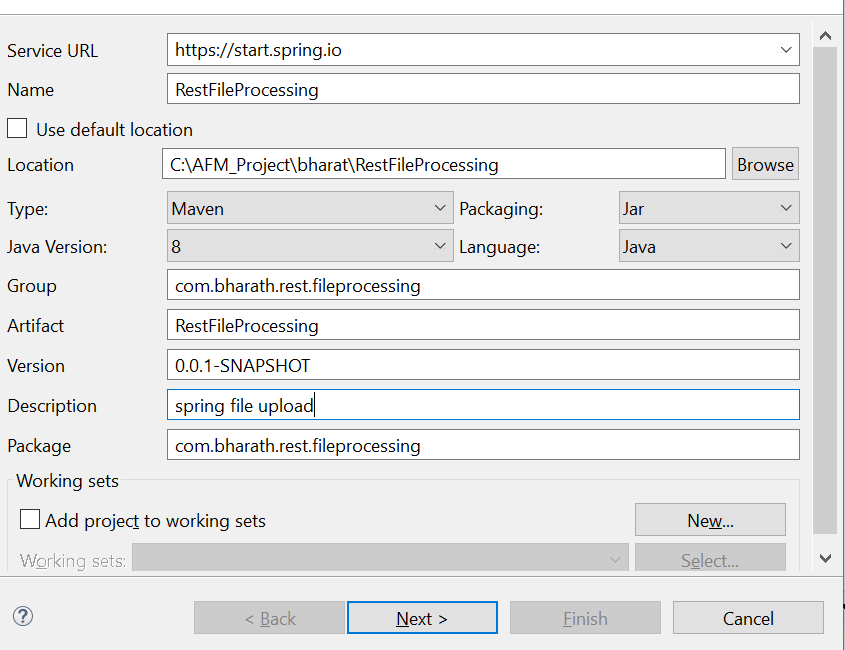 Service URL https://start.spring.io
Name RestFileProcessing
Use default location
Location C:\AFM_Project\bharat\RestFileProcessing Browse
Type: Maven Packaging: Jar
Java Version: 8 Language: Java
Group com.bharath.rest.fileprocessing
Artifact RestFileProcessing
Version 0.0.1-SNAPSHOT
Description spring file upload
Package com.bharath.rest.fileprocessing
Working sets
Add project to working sets New...
Working sets: Select...
? < Back Next > Finish Cancel